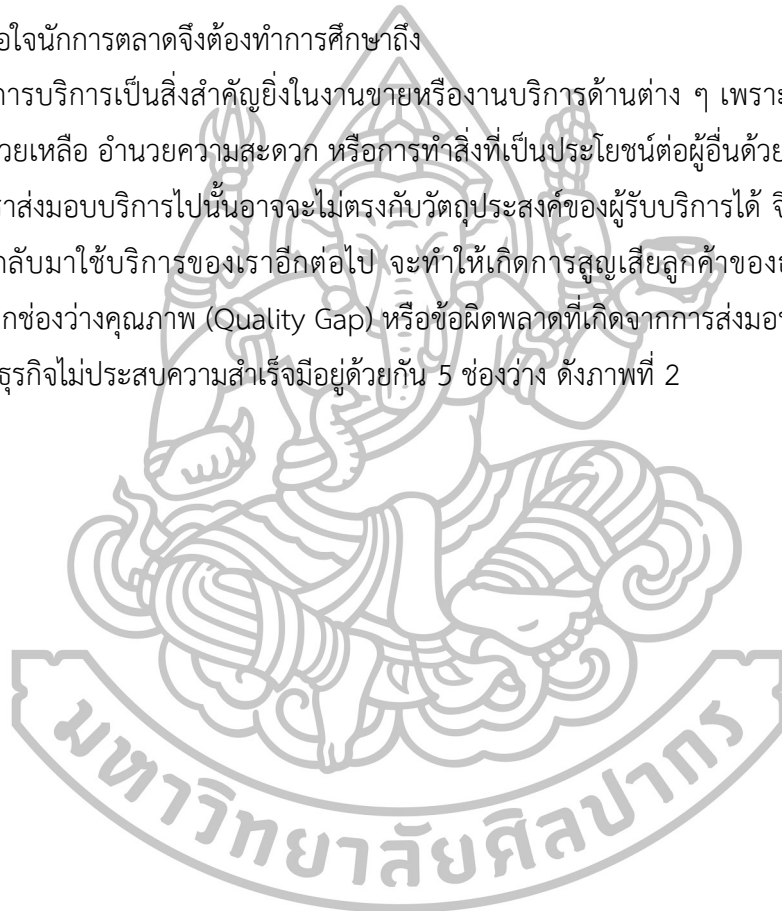 อใจนักการตลาดจึงต้องทำการศึกษาถึง
การบริการเป็นสิ่งสำคัญยิ่งในงานขายหรืองานบริการด้านต่าง ๆ เพราะ
วยเหลือ อำนวยความสะดวก หรือการทำสิ่งที่เป็นประโยชน์ต่อผู้อื่นด้วย
ราส่งมอบบริการไปนั้นอาจจะไม่ตรงกับวัตถุประสงค์ของผู้รับบริการได้ จึ
กลับมาใช้บริการของเราอีกต่อไป จะทำให้เกิดการสูญเสียลูกค้าของธ
กช่องว่างคุณภาพ (Quality Gap) หรือข้อผิดพลาดที่เกิดจากการส่งมอบ
ธุรกิจไม่ประสบความสำเร็จมีอยู่ด้วยกัน 5 ช่องว่าง ดังภาพที่ 2
มหาวิทยาลัยศิลปากร